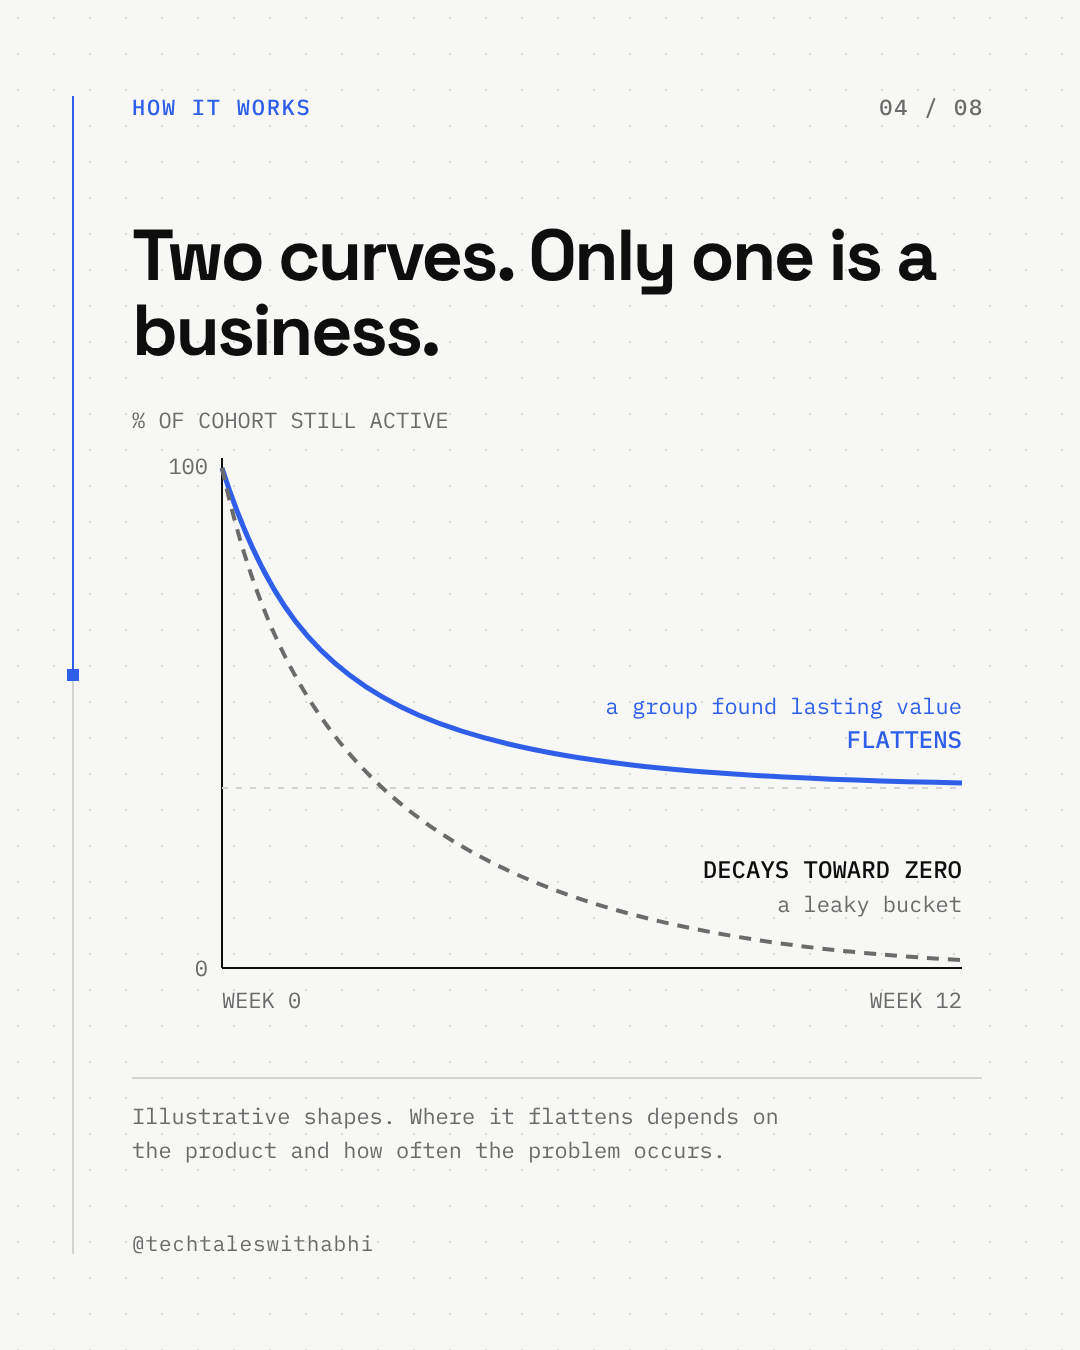 HOW IT WORKS
04 / 08
Two curves. Only one is a
business.
% OF COHORT STILL ACTIVE
100
a group found lasting value
FLATTENS
DECAYS TOWARD ZERO
a leaky bucket
0
WEEK 0
WEEK 12
Illustrative shapes. Where it flattens depends on
the product and how often the problem occurs.
@techtaleswithabhi